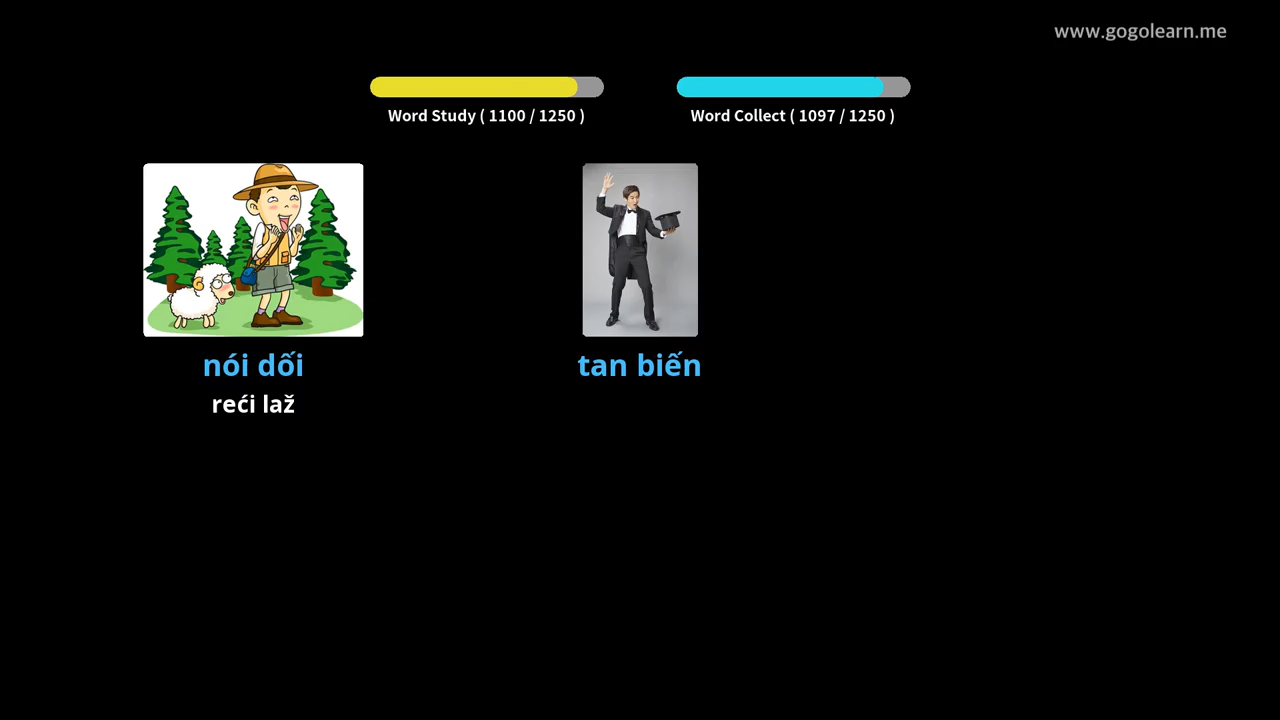 www.gogolearn.me
Word Study ( 1100 / 1250 )
Word Collect ( 1097 / 1250 )
nói dối
tan biến
reći laž